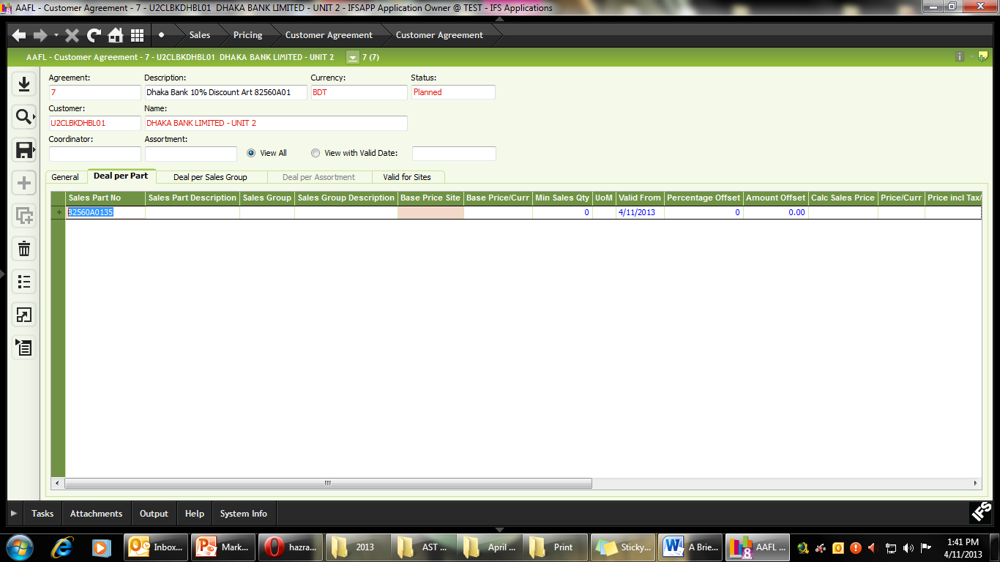 AAFL - Customer Agreement - 7 - U2CLBKDHBL01 DHAKA BANK LIMITED - UNIT 2 - IFSAPP Application Owner @ TEST - IFS Applications
Sales Pricing Customer Agreement Customer Agreement
AAFL - Customer Agreement - 7 - U2CLBKDHBL01 DHAKA BANK LIMITED - UNIT 2 7 (7)
Agreement: Description: Currency: Status:
7 Dhaka Bank 10% Discount Art 82560A01 BDT Planned
Customer: Name:
U2CLBKDHBL01 DHAKA BANK LIMITED - UNIT 2
Coordinator: Assortment:
View All View with Valid Date:
General Deal per Part Deal per Sales Group Deal per Assortment Valid for Sites
Sales Part No Sales Part Description Sales Group Sales Group Description Base Price Site Base Price/Curr Min Sales Qty UoM Valid From Percentage Offset Amount Offset Calc Sales Price Price/Curr Price incl Tax/
82560A0135 0 4/11/2013 0 0.00
Tasks Attachments Output Help System Info
IFS
Inbox... Mark... hazra... 2013 AST ... April ... Print Sticky... A Brie... AAFL ... 1:41 PM
4/11/2013